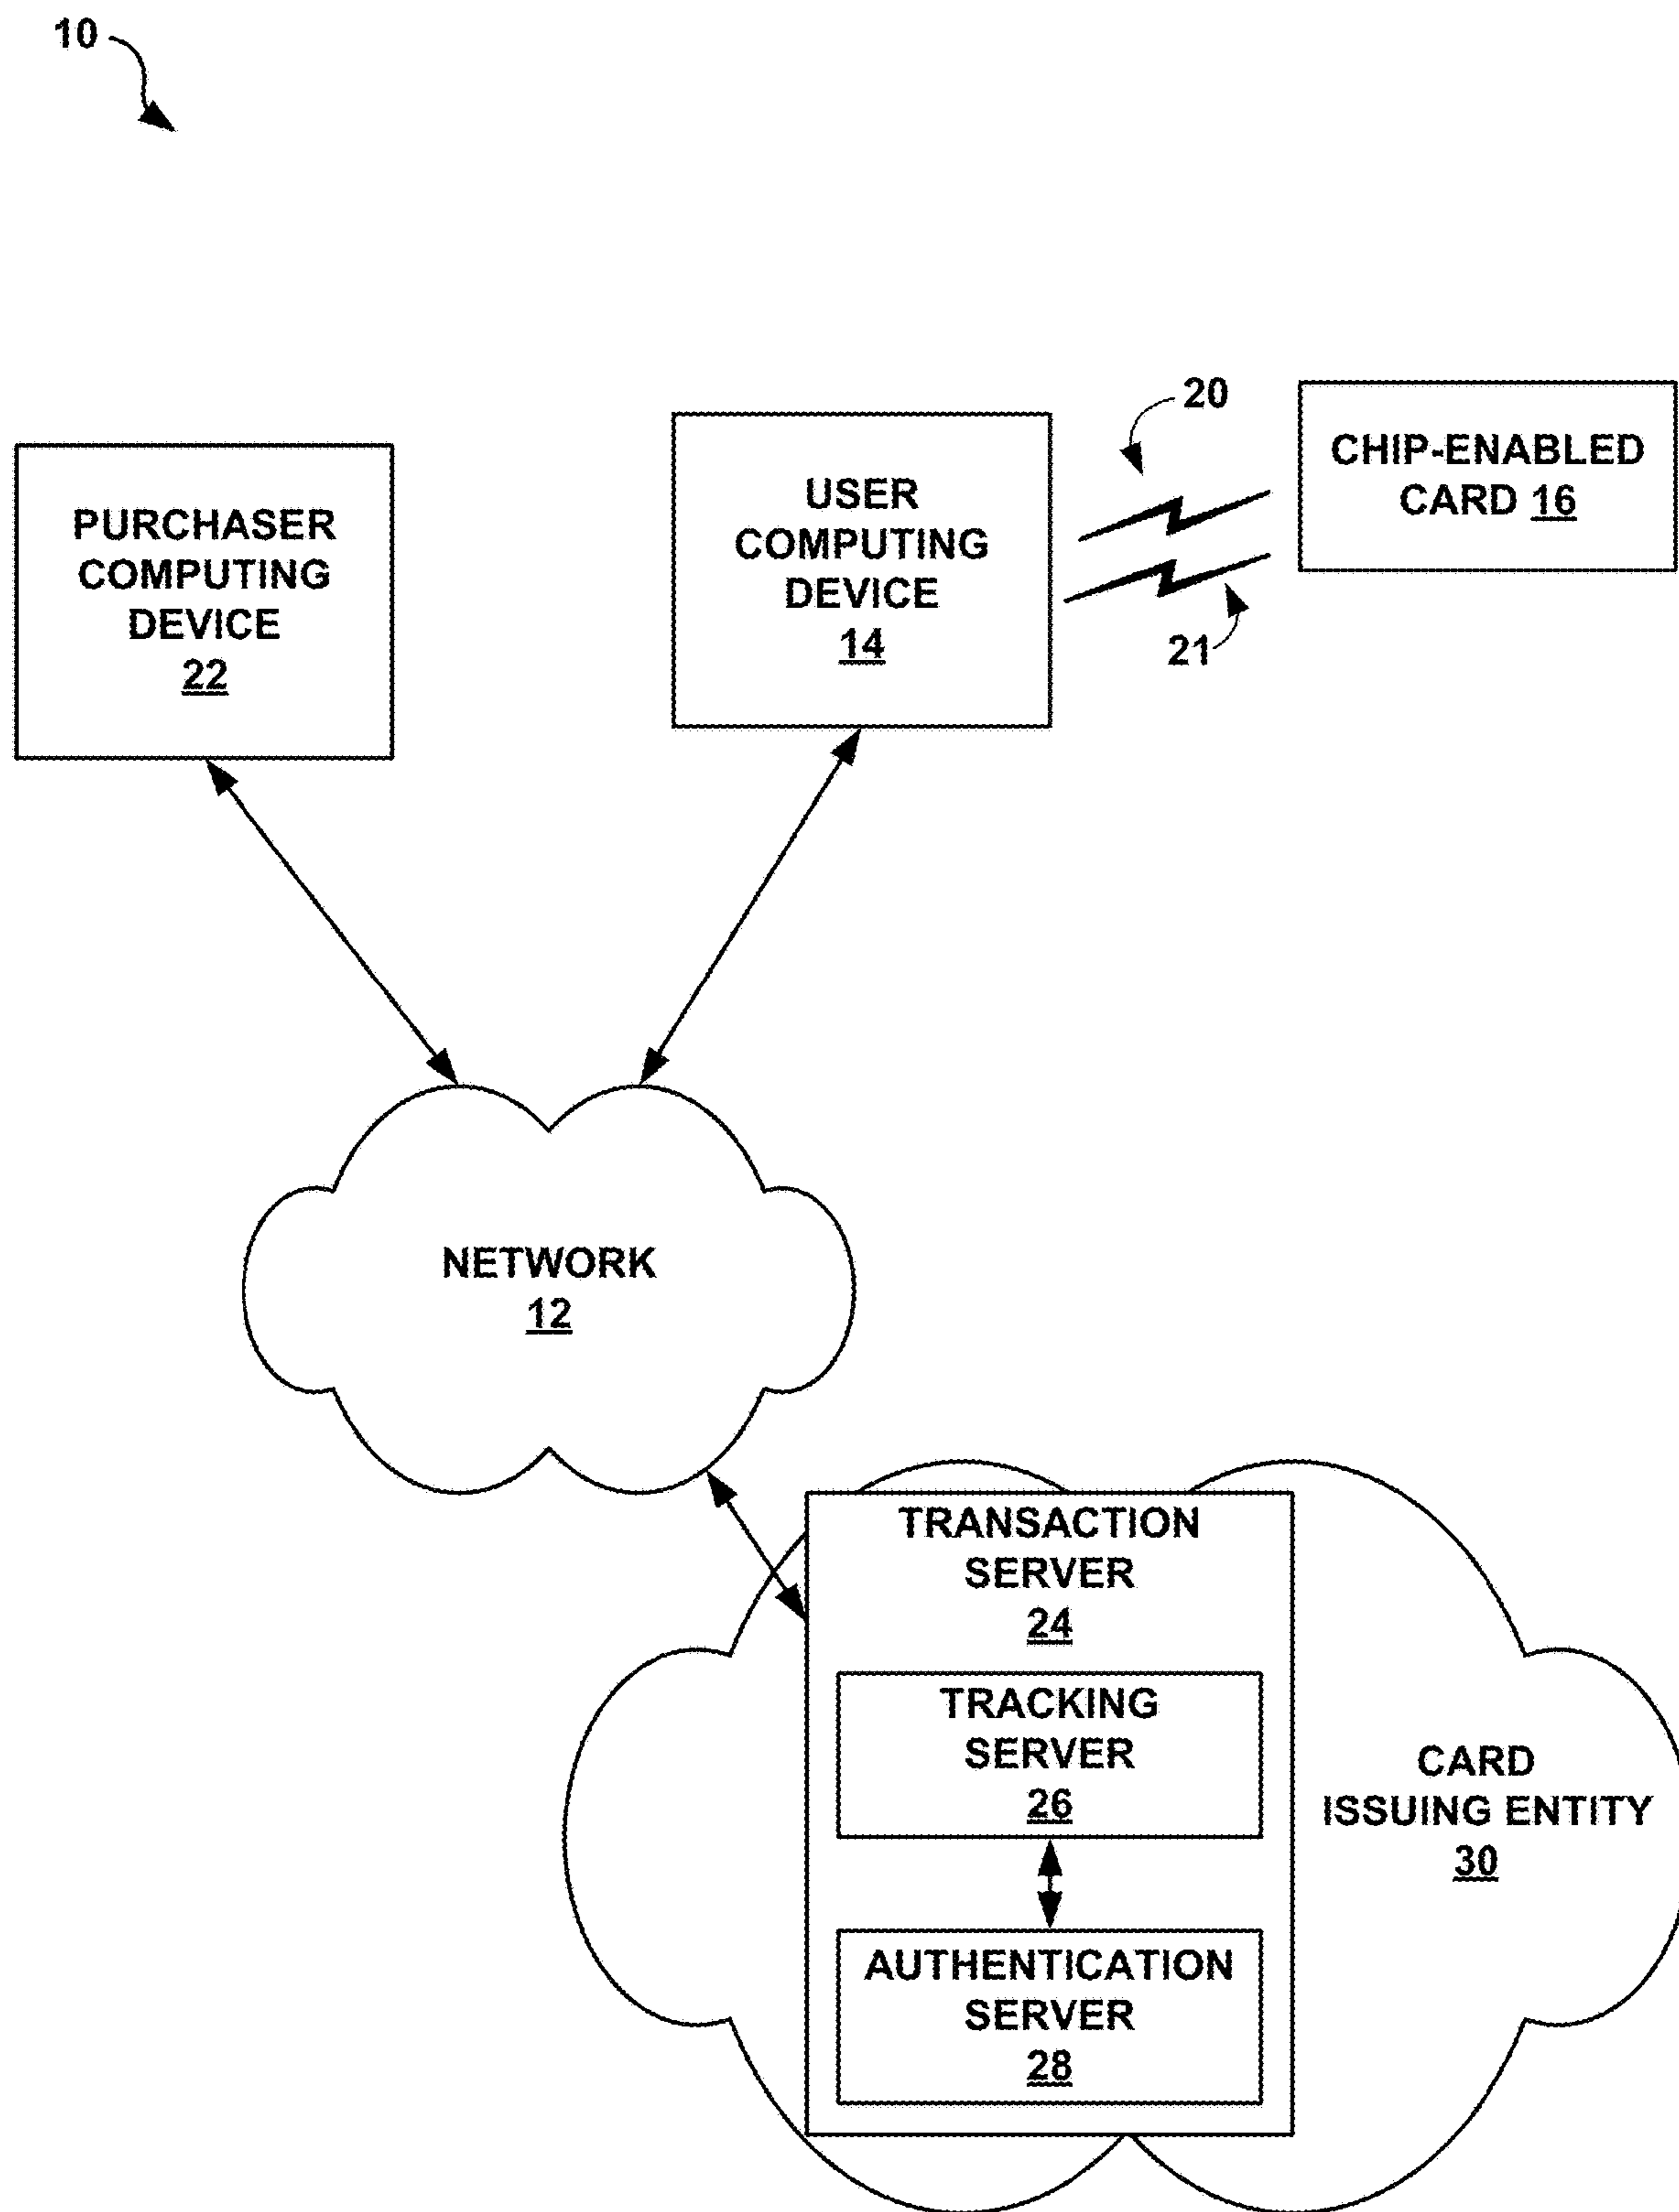 10
20
CHIP-ENABLED
CARD 16
USER
COMPUTING
DEVICE
14
21
PURCHASER
COMPUTING
DEVICE
22
NETWORK
12
TRANSACTION
SERVER
24
TRACKING
SERVER
26
CARD
ISSUING ENTITY
30
AUTHENTICATION
SERVER
28